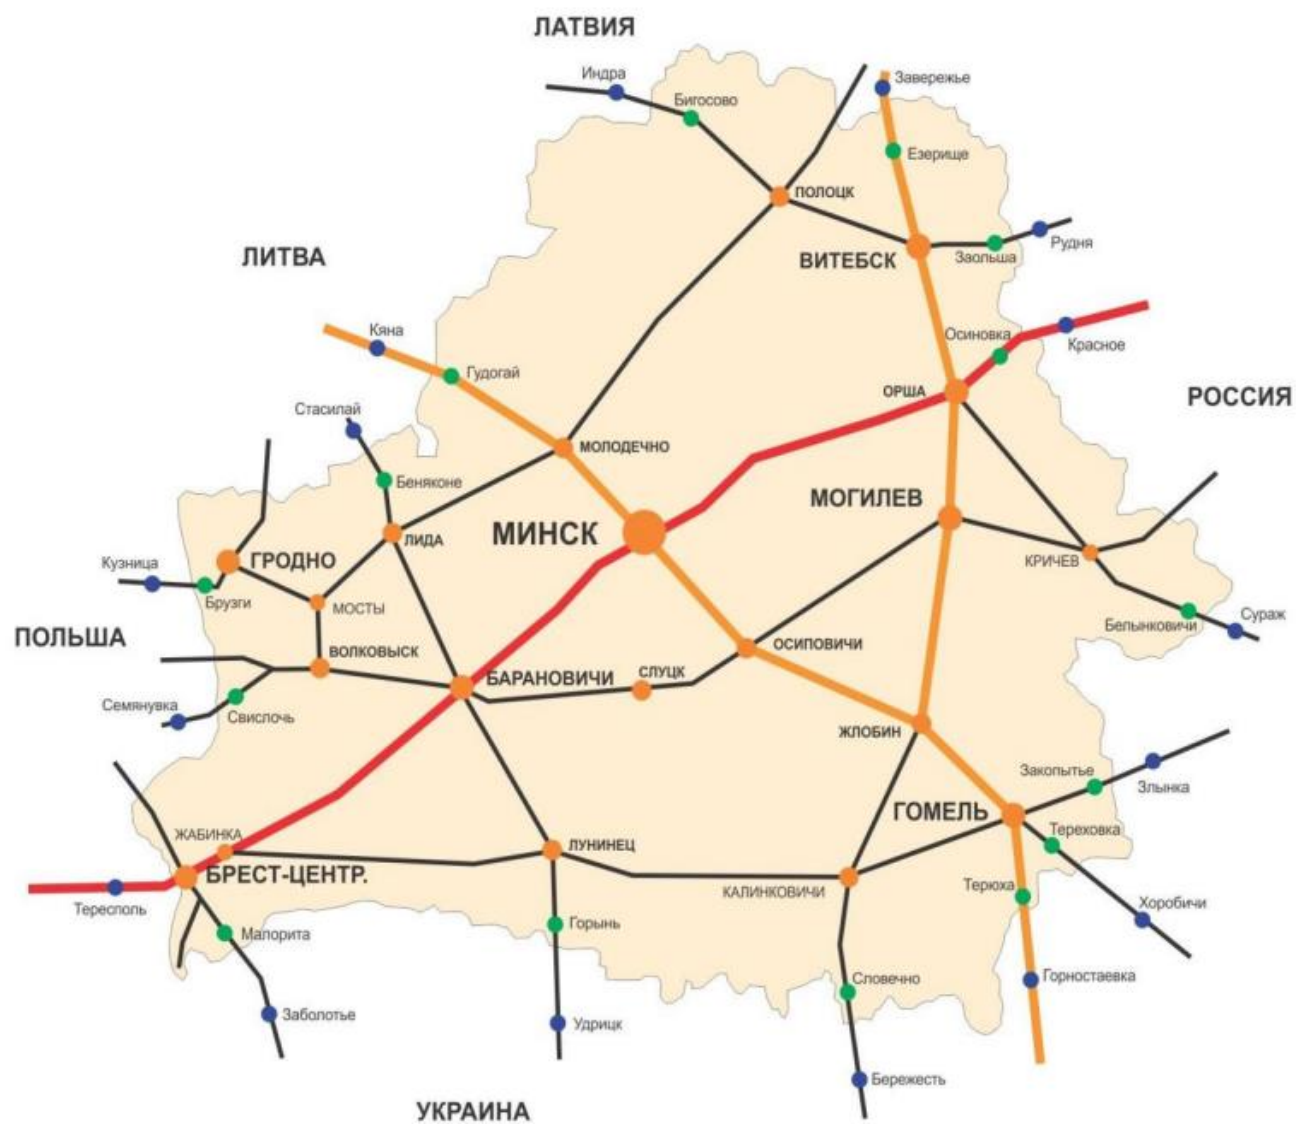 ЛАТВИЯ
Индра
Завережье
Бигосово
Езерище
ПОЛОЦК
Рудня
ЛИТВА
ВИТЕБСК
Заольша
Кяна
Осиновка
Красное
Гудогай
ОРША
РОССИЯ
Стасилай
МОЛОДЕЧНО
Беняконе
МОГИЛЕВ
МИНСК
ЛИДА
Кузница
ГРОДНО
КРИЧЕВ
Брузги
МОСТЫ
Сураж
Белынковичи
ПОЛЬША
ВОЛКОВЫСК
ОСИПОВИЧИ
БАРАНОВИЧИ
СЛУЦК
Семянувка
Свислочь
ЖЛОБИН
Закопытье
Злынка
ГОМЕЛЬ
Тереховка
ЖАБИНКА
ЛУНИНЕЦ
БРЕСТ-ЦЕНТР.
КАЛИНКОВИЧИ
Терюха
Тересполь
Хоробичи
Горынь
Малорита
Словечно
Горностаевка
Заболотье
Удрицк
Бережесть
УКРАИНА